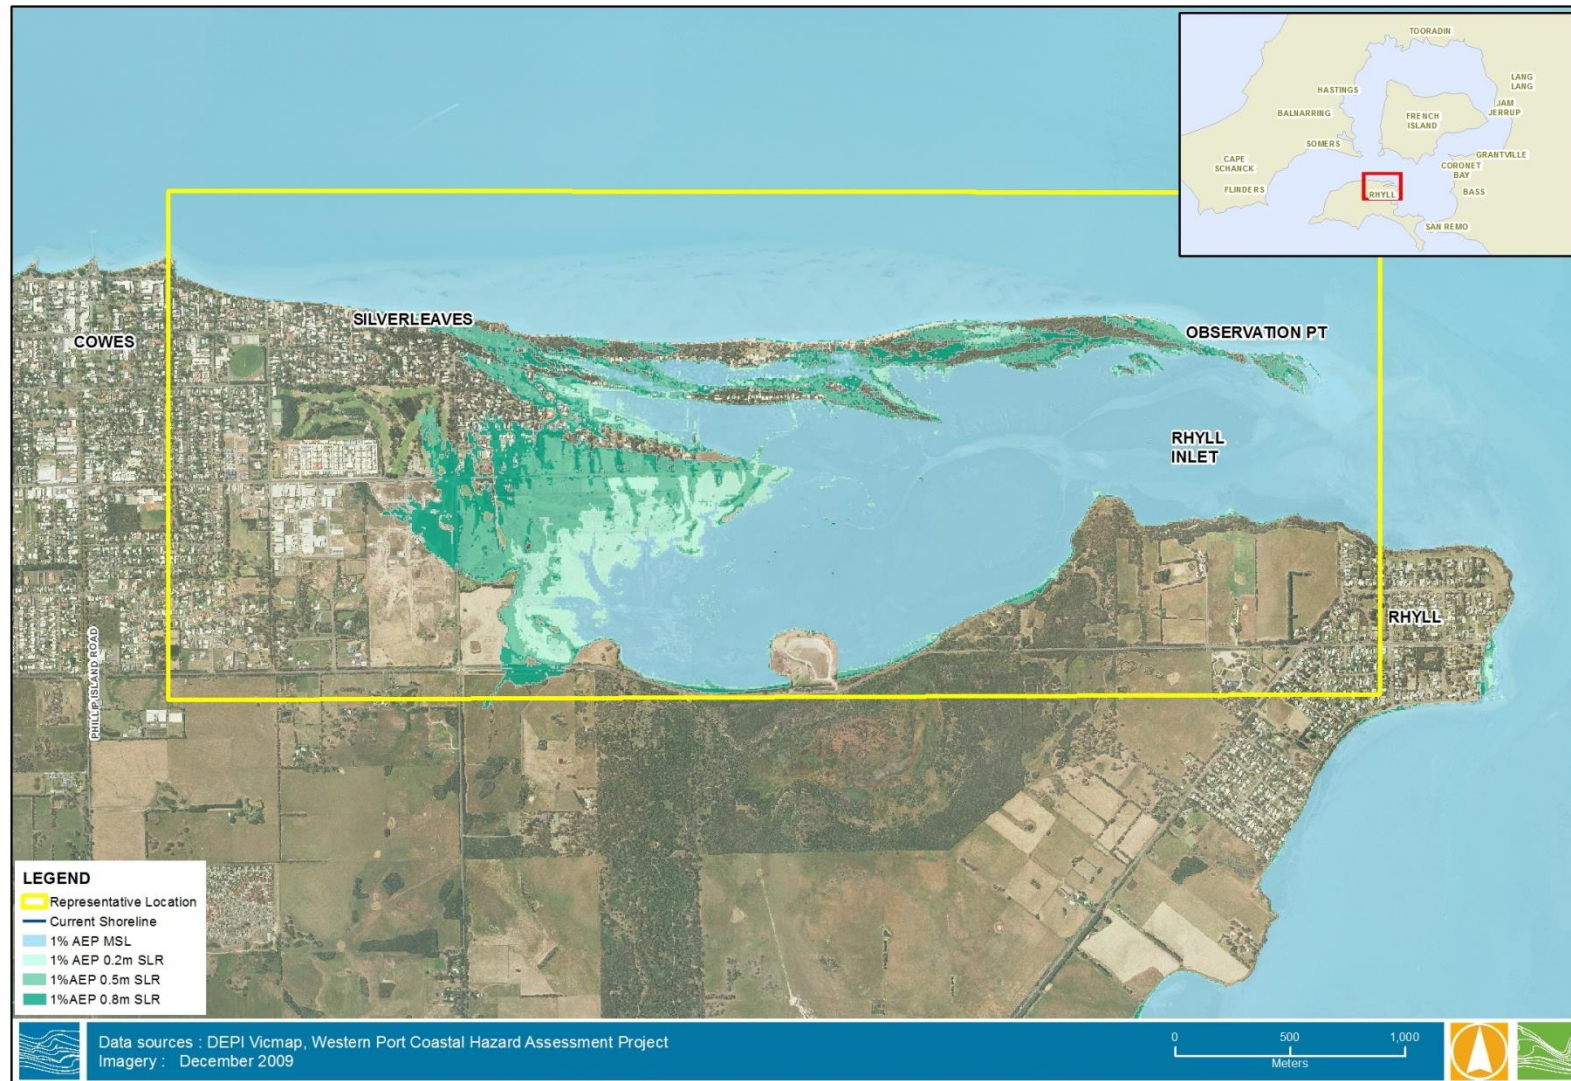 TOORADIN
LANG
LANG
HASTINGS
JAM
JERRUP
BALNARRING
FRENCH
ISLAND
SOMERS
GRANTVILLE
CAPE
SCHANCK
CORONET
BAY
FLINDERS
RHYLL
BASS
SAN REMO
SILVERLEAVES
COWES
OBSERVATION PT
RHYLL
INLET
RHYLL
PHILLIP ISLAND ROAD
LEGEND
Representative Location
Current Shoreline
1% AEP MSL
1% AEP 0.2m SLR
1%AEP 0.5m SLR
1%AEP 0.8m SLR
Data sources : DEPI Vicmap, Western Port Coastal Hazard Assessment Project
Imagery : December 2009
0 500 1,000
Meters